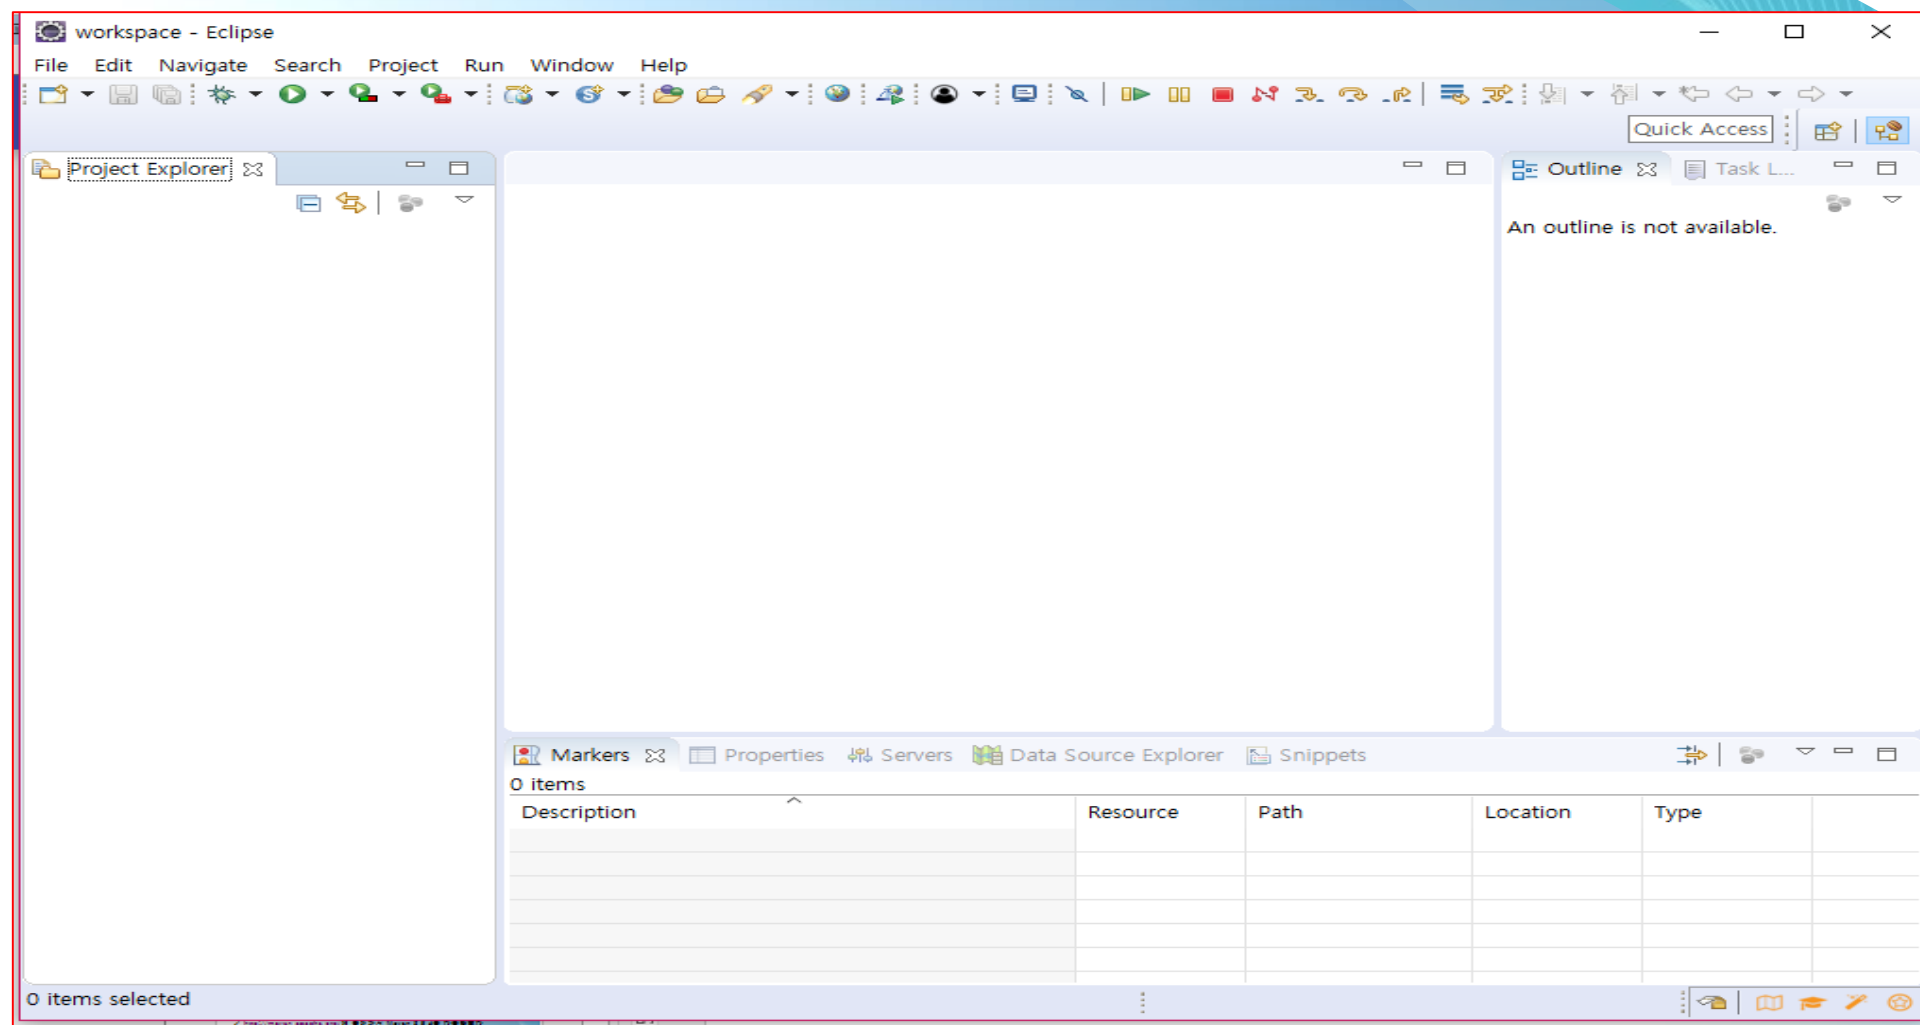 workspace - Eclipse
File Edit Navigate Search Project Run Window Help
Quick Access
Project Explorer
Outline Task L...
An outline is not available.
Markers Properties Servers Data Source Explorer Snippets
0 items
Description Resource Path Location Type
0 items selected